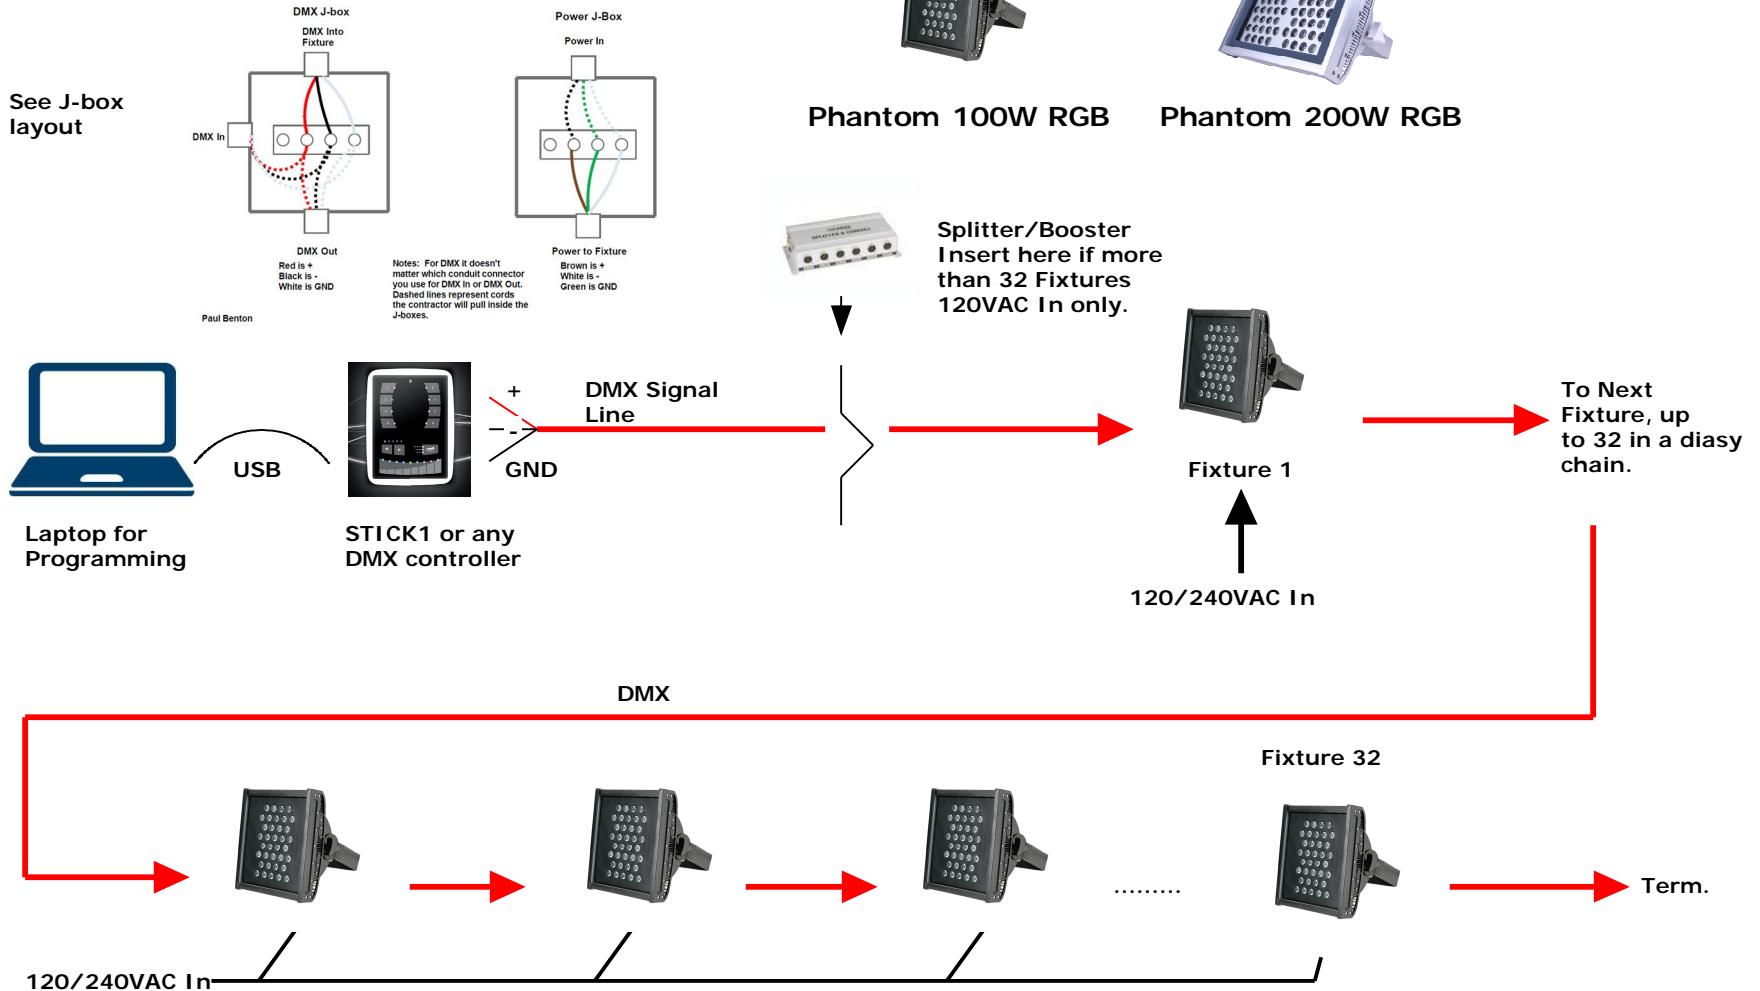 DMX J-box
DMX Into
Fixture
DMX In
DMX Out
Red is +
Black is -
White is GND
Paul Benton
See J-box
layout
Power J-Box
Power In
Power to Fixture
Brown is +
White is -
Green is GND
Notes: For DMX it doesn't
matter which conduit connector
you use for DMX In or DMX Out.
Dashed lines represent cords
the contractor will pull inside the
J-boxes.
Phantom 100W RGB
Phantom 200W RGB
Splitter/Booster
Insert here if more
than 32 Fixtures
120VAC In only.
USB
+
-
GND
DMX Signal
Line
Laptop for
Programming
STICK1 or any
DMX controller
Fixture 1
120/240VAC In
To Next
Fixture, up
to 32 in a diasy
chain.
DMX
Fixture 32
.........
Term.
120/240VAC In